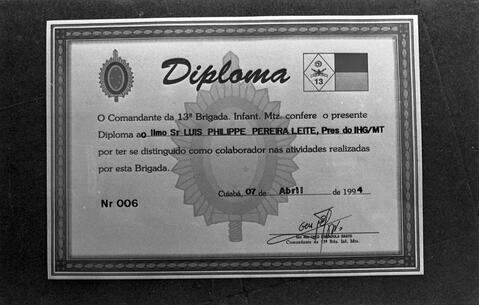 Diploma
13
O Comandante da 13ª Brigada. Infant. Mtz. confere o presente
Diploma ao Ilmo Sr LUIS PHILIPPE PEREIRA LEITE, Pres do IHG/MT
por ter se distinguido como colaborador nas atividades realizadas
por esta Brigada.
Cuiabá, 07 de Abril de 1994
Nr 006
Comandante da 13ª Bda. Inf. Mtz.